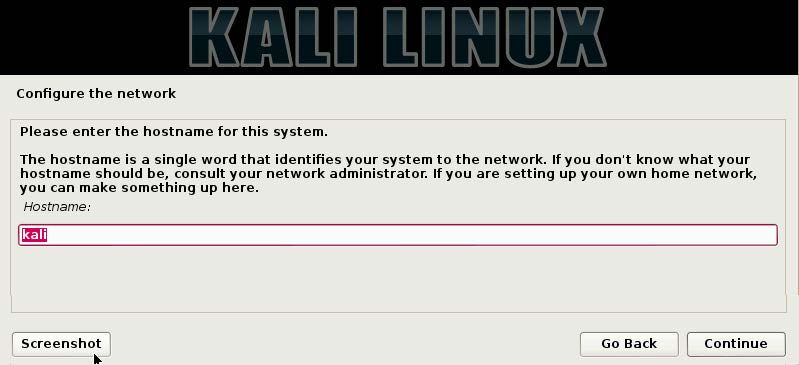 KALI LINUX
Configure the network
Please enter the hostname for this system.
The hostname is a single word that identifies your system to the network. If you don't know what your
hostname should be, consult your network administrator. If you are setting up your own home network,
you can make something up here.
Hostname:
kali
Screenshot
Go Back
Continue